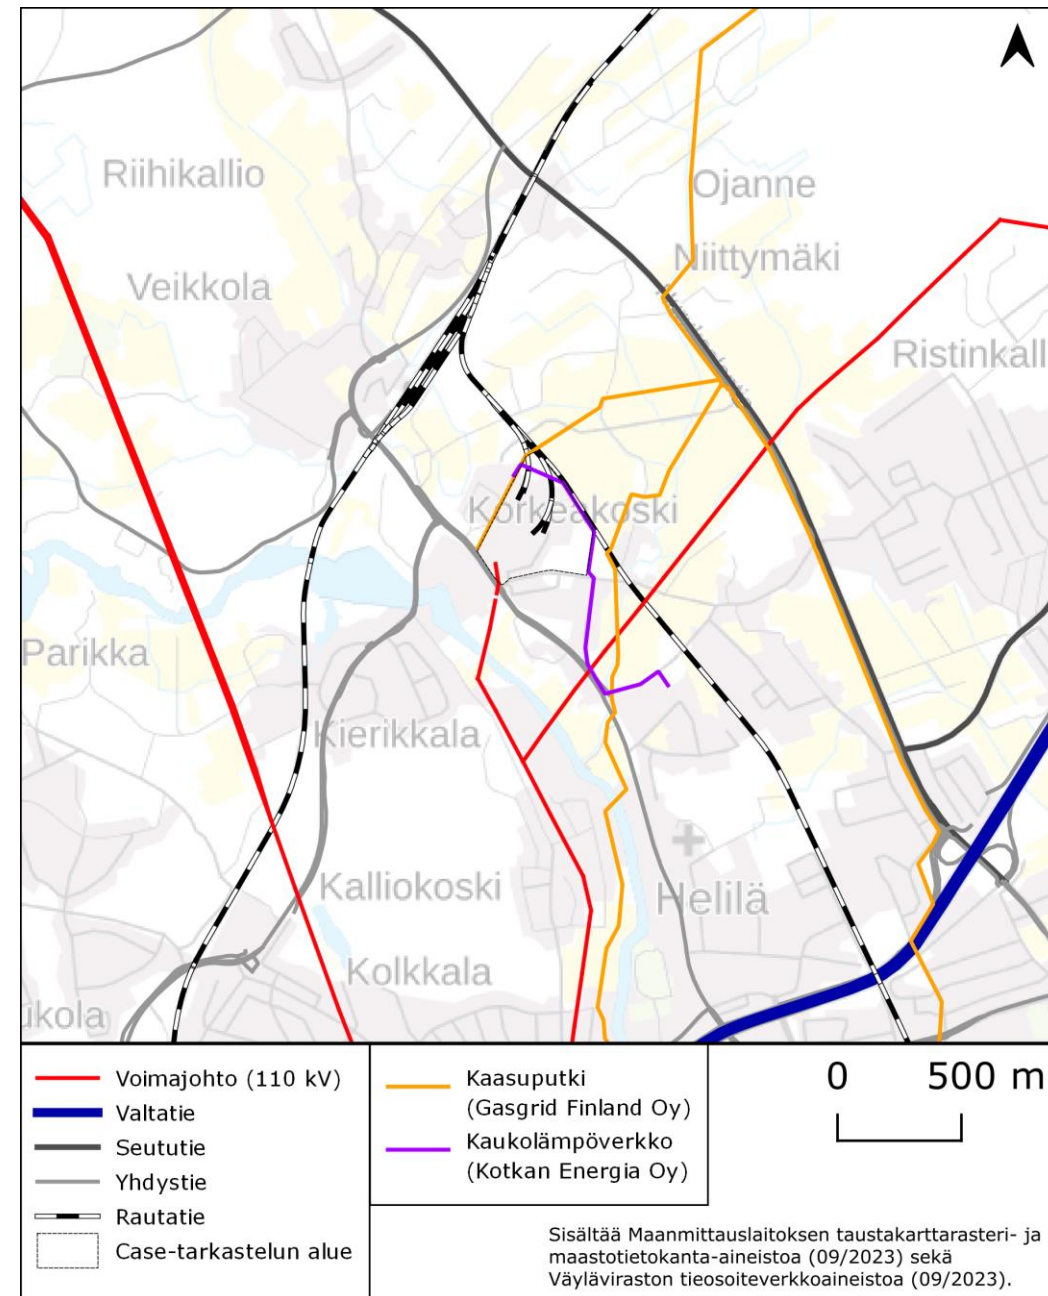 Riihikallio
Ojanne
Niittymäki
Veikkola
Ristinkall
Korkeakoski
Parikka
Kierikkala
Kalliokoski
Helilä
Kolkkala
ukola
Voimajohto (110 kV)
Valtatie
Seututie
Yhdystie
Rautatie
Case-tarkastelun alue
Kaasuputki
(Gasgrid Finland Oy)
Kaukolämpöverkko
(Kotkan Energia Oy)
0 500 m
Sisältää Maanmittauslaitoksen taustakarttarasteri- ja
maastotietokanta-aineistoa (09/2023) sekä
Väyläviraston tieosoiteverkkoaineistoa (09/2023).